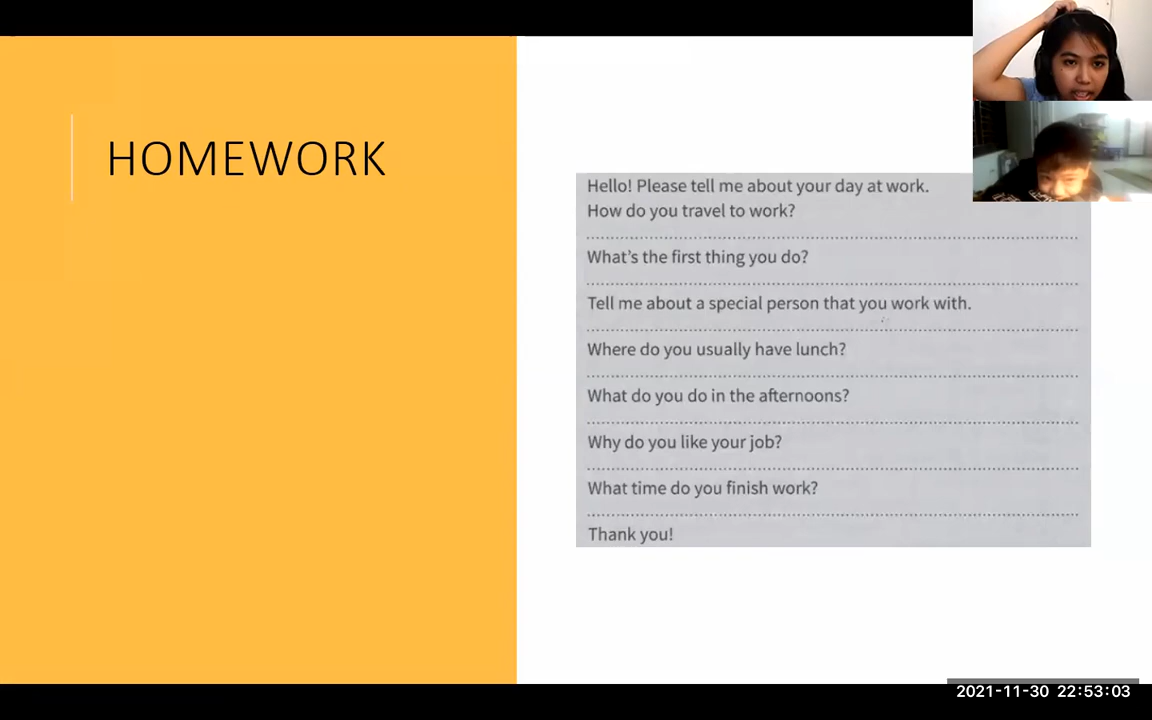 HOMEWORK
Hello! Please tell me about your day at work.
How do you travel to work?
What's the first thing you do?
Tell me about a special person that you work with.
Where do you usually have lunch?
What do you do in the afternoons?
Why do you like your job?
What time do you finish work?
Thank you!
2021-11-30 22:53:03